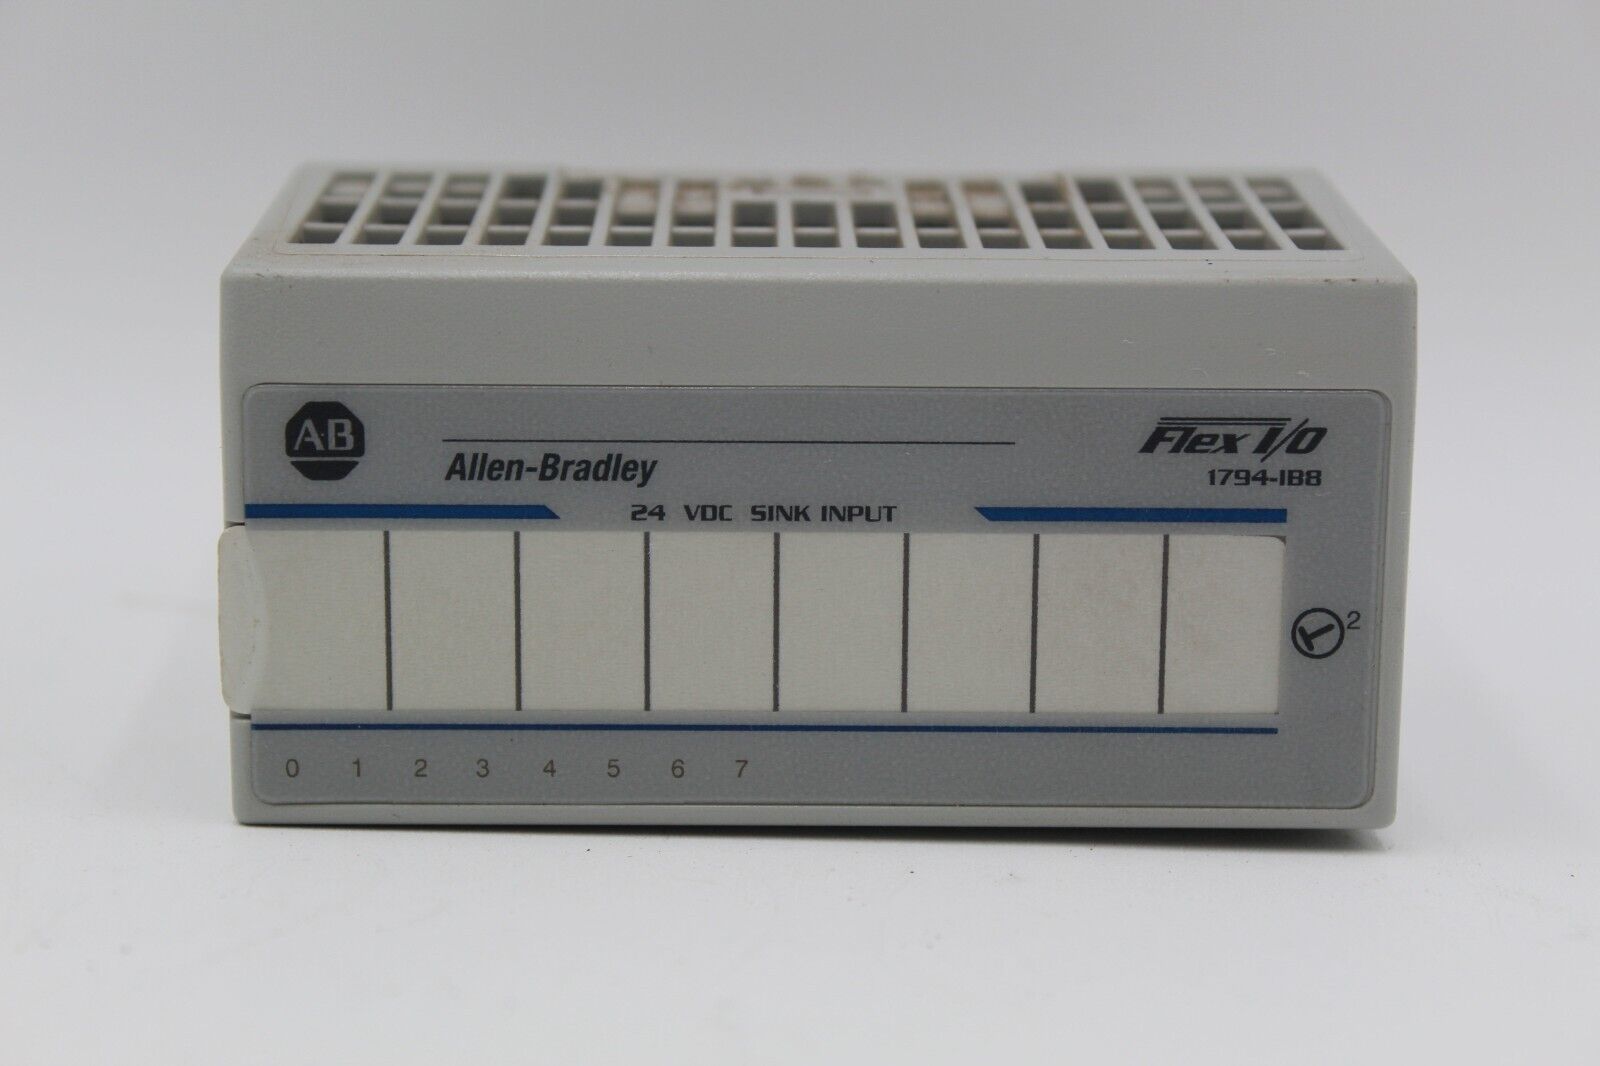 AB
Allen-Bradley
Flex I/O
1794-IB8
24 VDC SINK INPUT
2
0 1 2 3 4 5 6 7